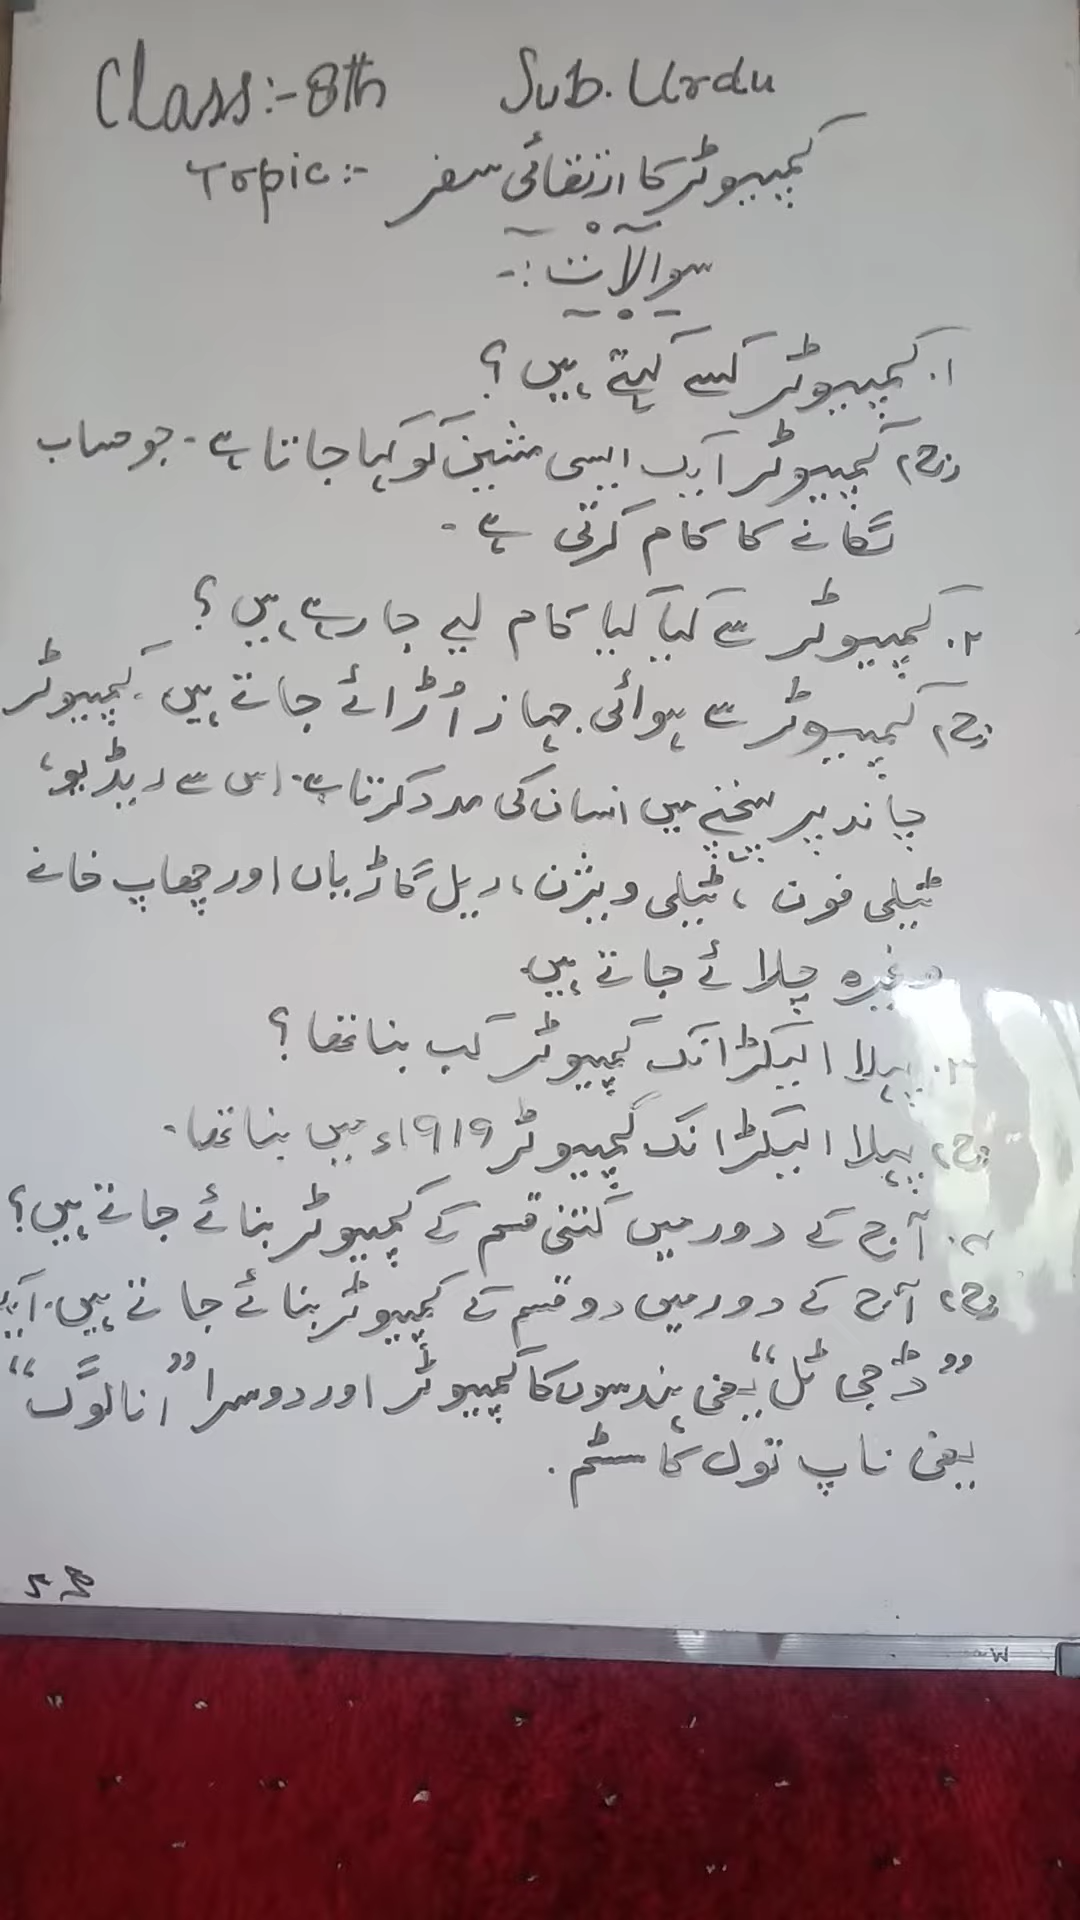 Class:- 8th Sub. Urdu
Topic:- کمپیوٹر کا ارتقائی سفر
سوالات :-
۱. کمپیوٹر کسے کہتے ہیں ؟
ج، کمپیوٹر ایک ایسی مشین کو کہا جاتا ہے - جو حساب
لگانے کا کام کرتی ہے -
۲. کمپیوٹر سے کیا کیا کام لیے جا رہے ہیں ؟
ج، کمپیوٹر سے ہوائی جہاز اُڑائے جاتے ہیں - کمپیوٹر
چاند پر پہنچنے میں انسان کی مدد کرتا ہے - اس سے ریڈیو،
ٹیلی فون ، ٹیلی ویژن ، ریل گاڑیاں اور چھاپ خانے
وغیرہ چلائے جاتے ہیں -
۳. پہلا الیکڑانک کمپیوٹر کب بنا تھا ؟
ج، پہلا الیکڑانک کمپیوٹر ۱۹۱۹ء میں بنا تھا -
۴. آج کے دور میں کتنی قسم کے کمپیوٹر بنائے جاتے ہیں ؟
ج، آج کے دور میں دو قسم کے کمپیوٹر بنائے جاتے ہیں -
”ڈجی ٹل“ یعنی ہندسوں کا کمپیوٹر اور دوسرا ”انالوگ“
یعنی ناپ تول کا سسٹم -